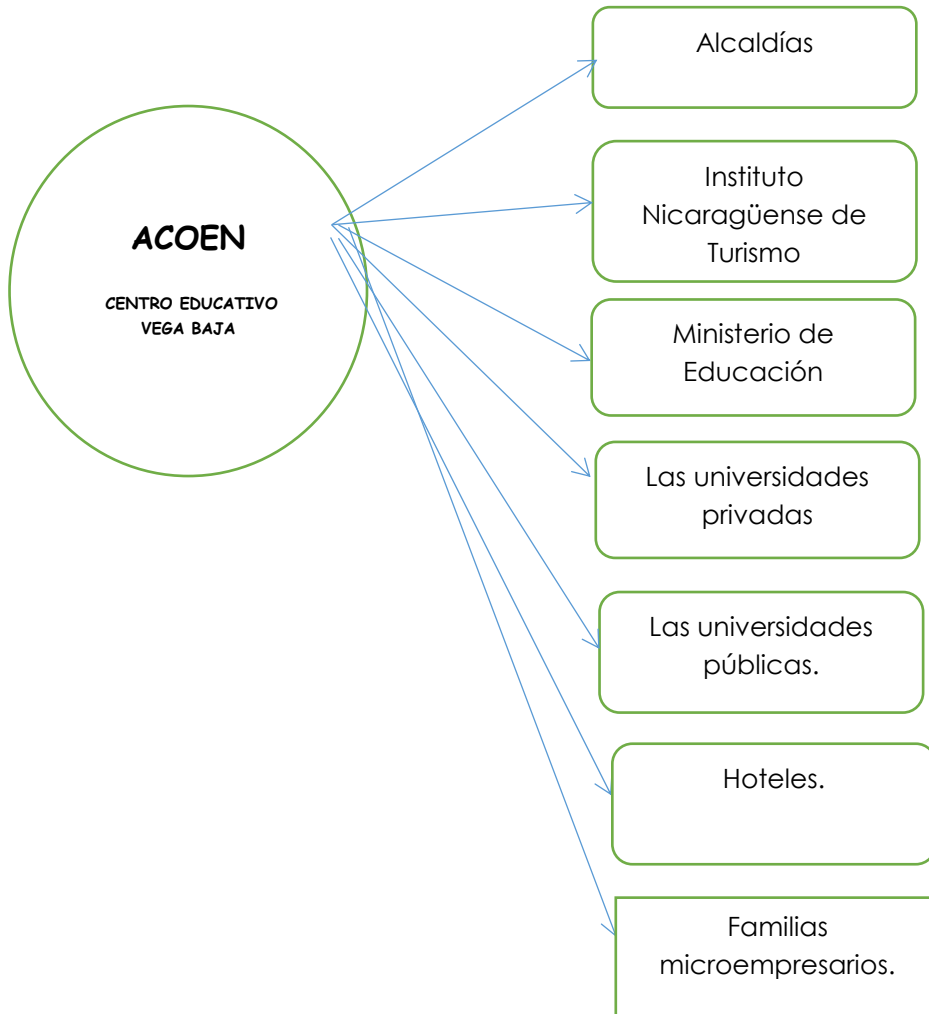 ACOEN
CENTRO EDUCATIVO
VEGA BAJA
Alcaldías
Instituto
Nicaragüense de
Turismo
Ministerio de
Educación
Las universidades
privadas
Las universidades
públicas.
Hoteles.
Familias
microempresarios.